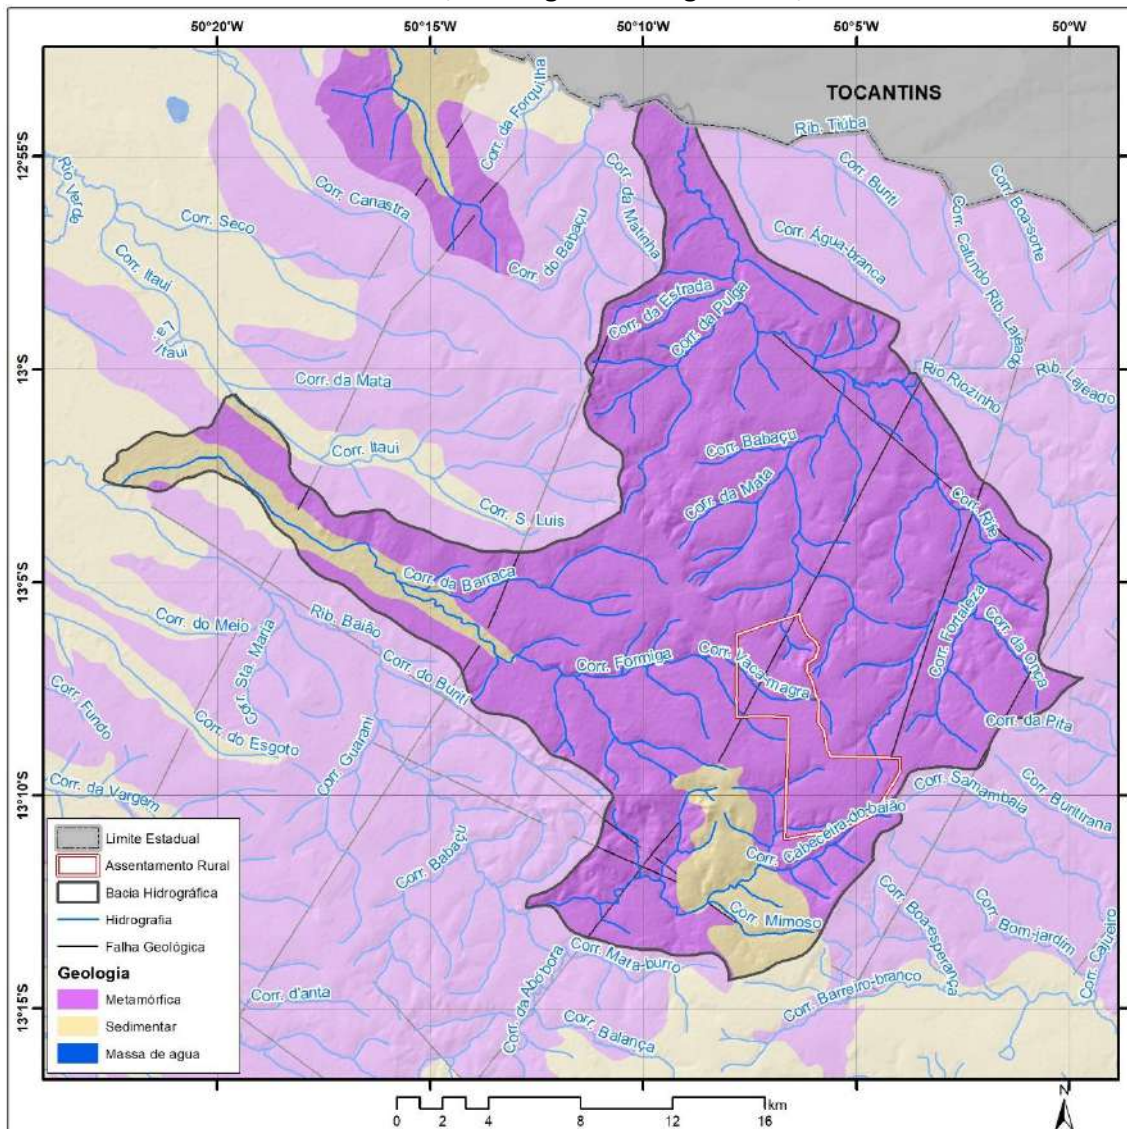 50°20'W
50°15'W
50°10'W
50°5'W
50°0'W
TOCANTINS
Rib. Tiúba
Corr. da Forquilha
12°55'S
Rio Verde
Corr. Canastra
Corr. Seco
Corr. da Matinha
Corr. Buriti
Corr. Boa-sorte
Corr. Calundo
Corr. do Babaçu
Corr. Água-branca
Corr. Itaui
Corr. da Estrada
Corr. da Pulga
Rib. Lajeado
La. Itaui
13°S
Corr. da Mata
Rio Riozinho
Rib. Lajeado
Corr. Itaui
Corr. Babaçu
Corr. da Mata
Corr. S. Luis
13°5'S
Corr. da Barraca
Corr. Fortaleza
Corr. da Onça
Corr. do Meio
Rib. Baião
Corr. Sta. Maria
Corr. do Buriti
Corr. Formiga
Corr. Vaca-magra
Corr. Fundo
Corr. do Esgoto
Corr. Guarani
Corr. da Pita
13°10'S
Corr. da Vargem
Corr. Samambaia
Corr. Buritirana
Corr. Cabeceira-do-baião
Corr. Babaçu
Corr. Mimoso
Corr. Boa-esperança
Corr. Bom-jardim
Corr. Cajueiro
Corr. Mata-burro
Corr. da Abóbora
Corr. Barreiro-branco
Corr. d'anta
Corr. Balança
13°15'S
Limite Estadual
Assentamento Rural
Bacia Hidrográfica
Hidrografia
Falha Geológica
Geologia
Metamórfica
Sedimentar
Massa de agua
0 2 4 8 12 16 km
N